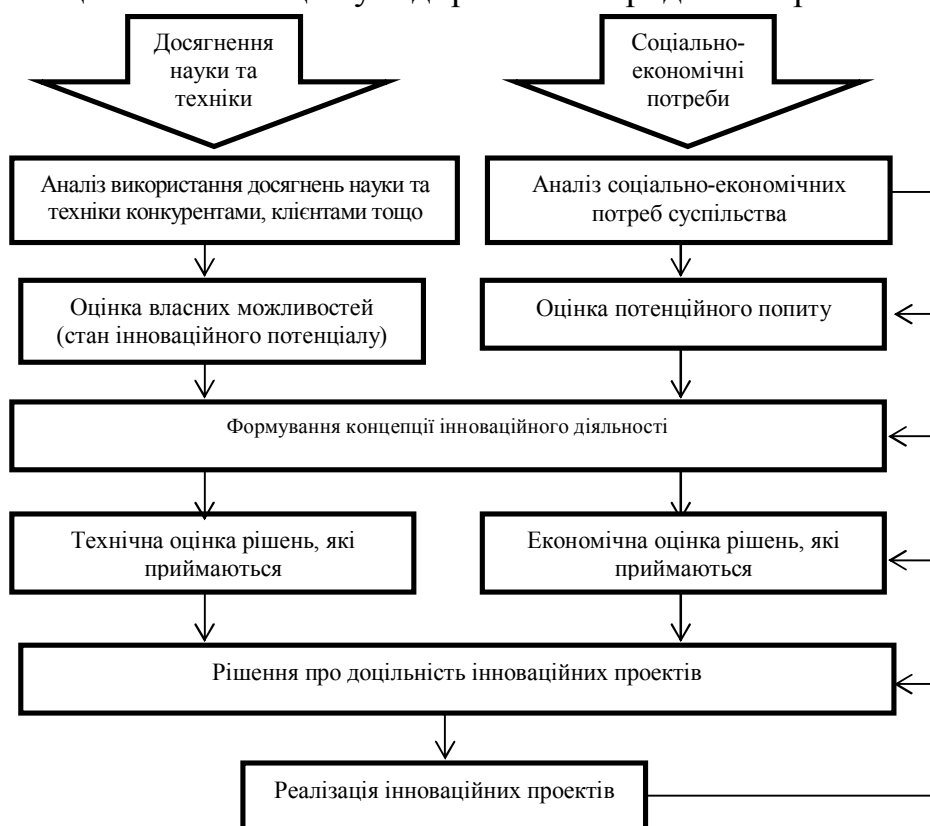 Досягнення
науки та
техніки
Соціально-
економічні
потреби
Аналіз використання досягнень науки та
техніки конкурентами, клієнтами тощо
Аналіз соціально-економічних
потреб суспільства
Оцінка власних можливостей
(стан інноваційного потенціалу)
Оцінка потенційного попиту
Формування концепції інноваційного діяльності
Технічна оцінка рішень, які
приймаються
Економічна оцінка рішень, які
приймаються
Рішення про доцільність інноваційних проектів
Реалізація інноваційних проектів